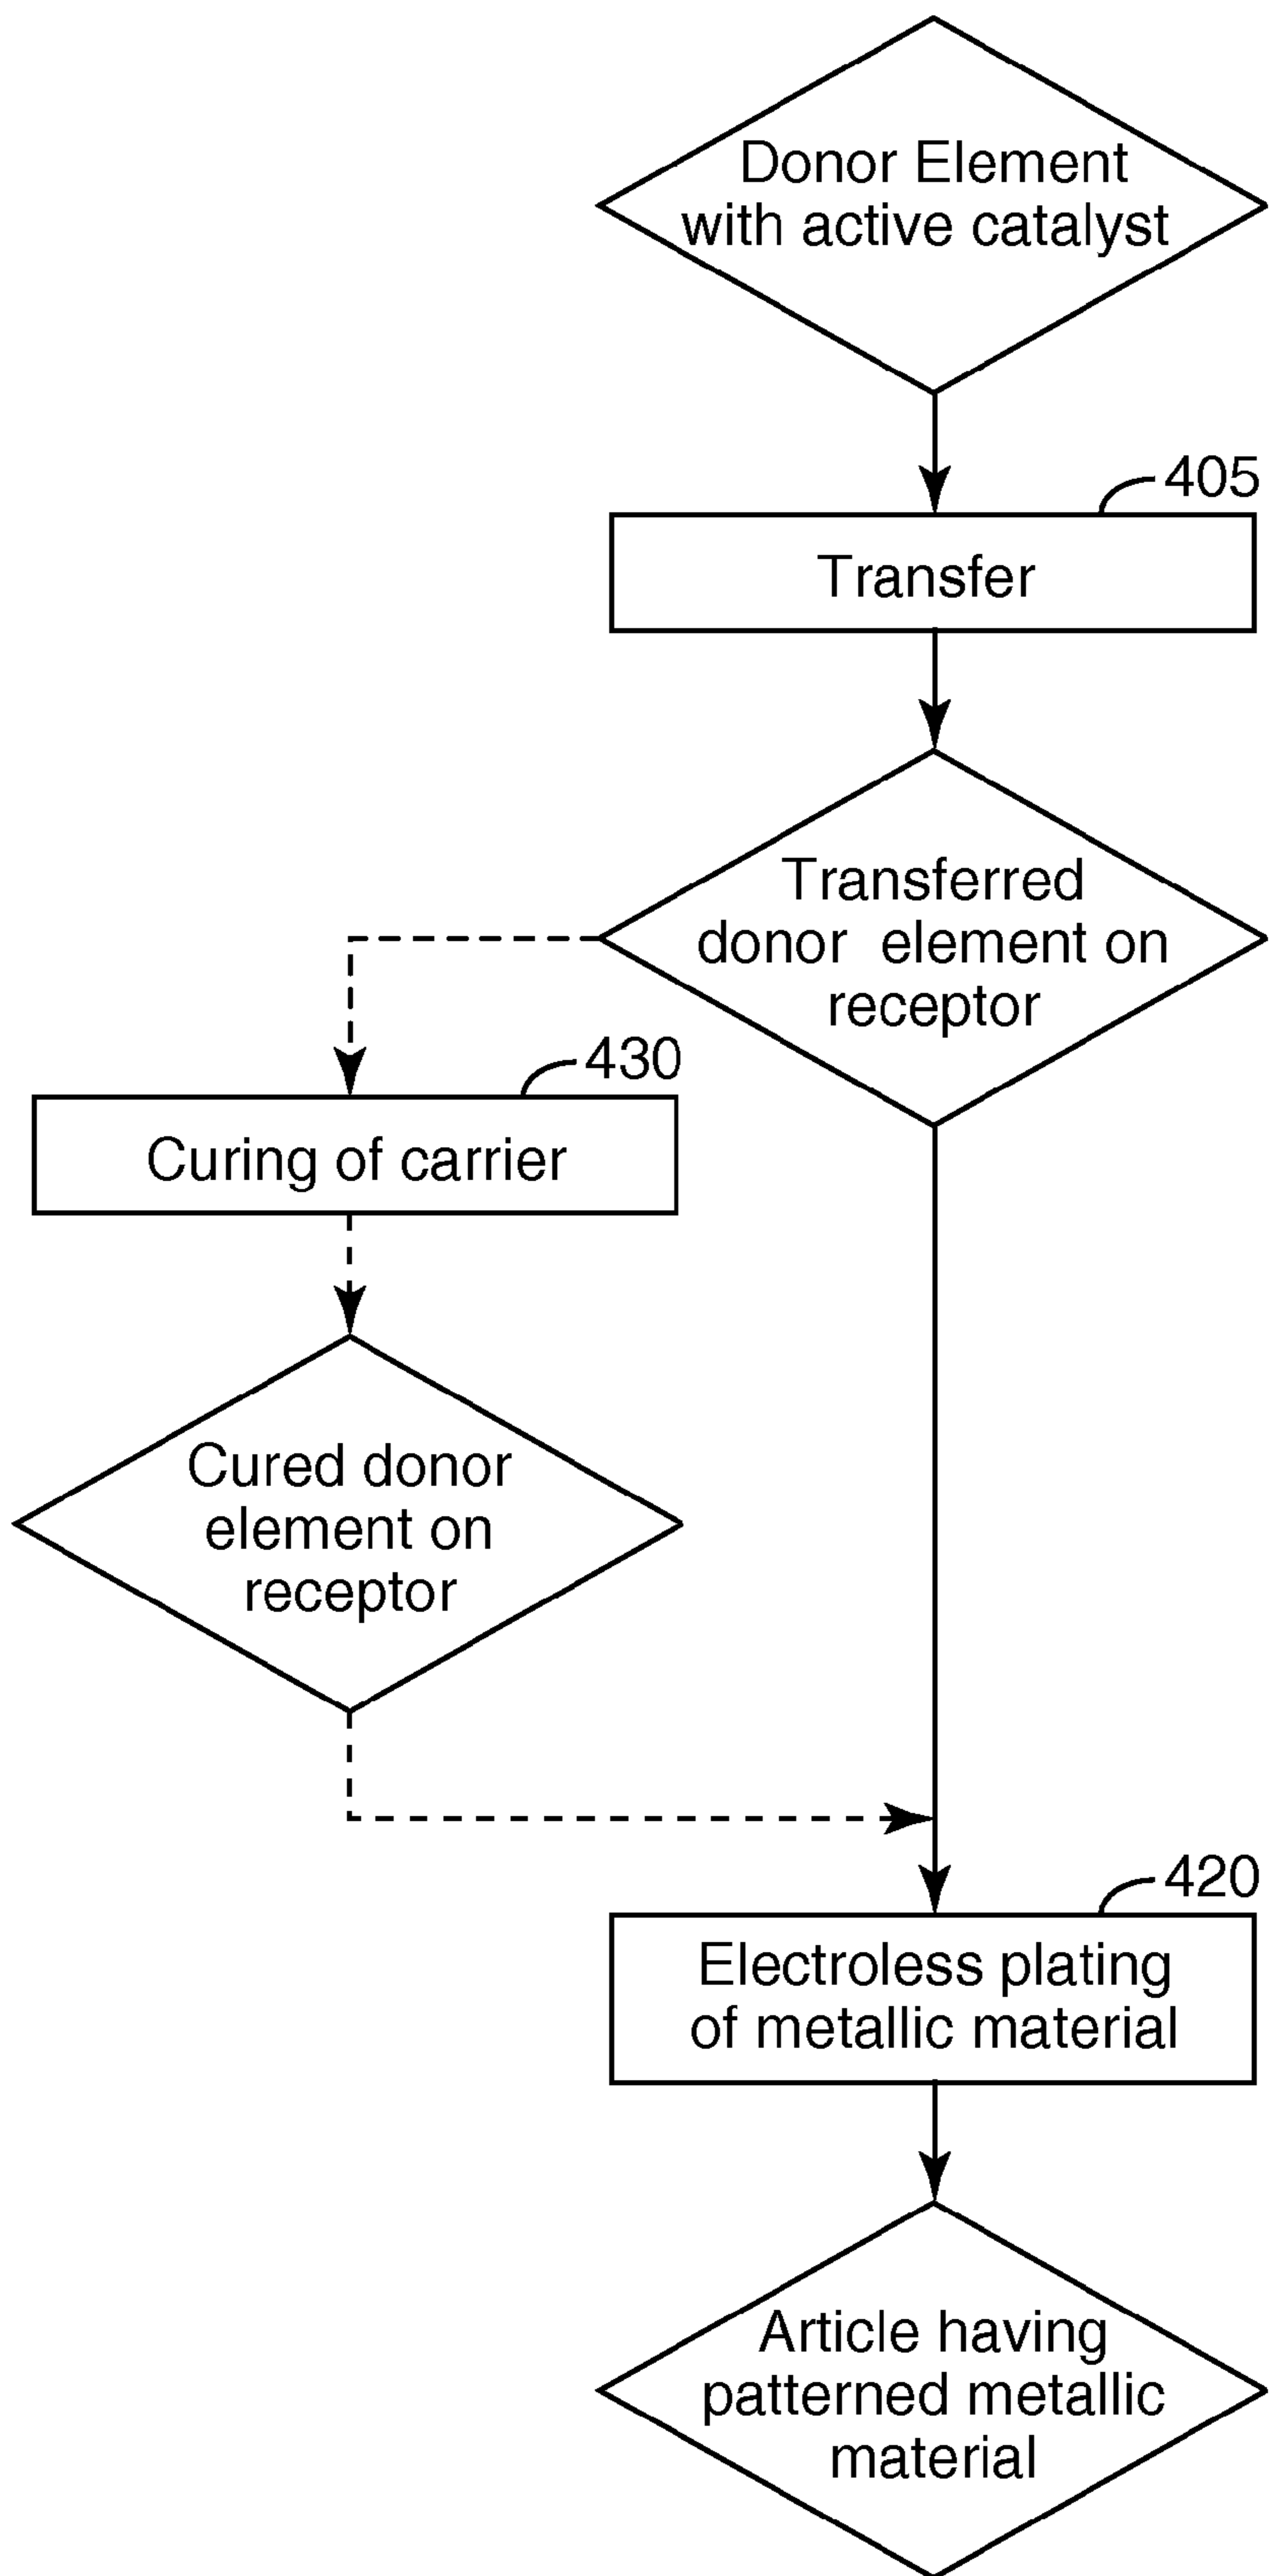 Donor Element
with active catalyst
405
Transfer
Transferred
donor element on
receptor
430
Curing of carrier
Cured donor
element on
receptor
420
Electroless plating
of metallic material
Article having
patterned metallic
material